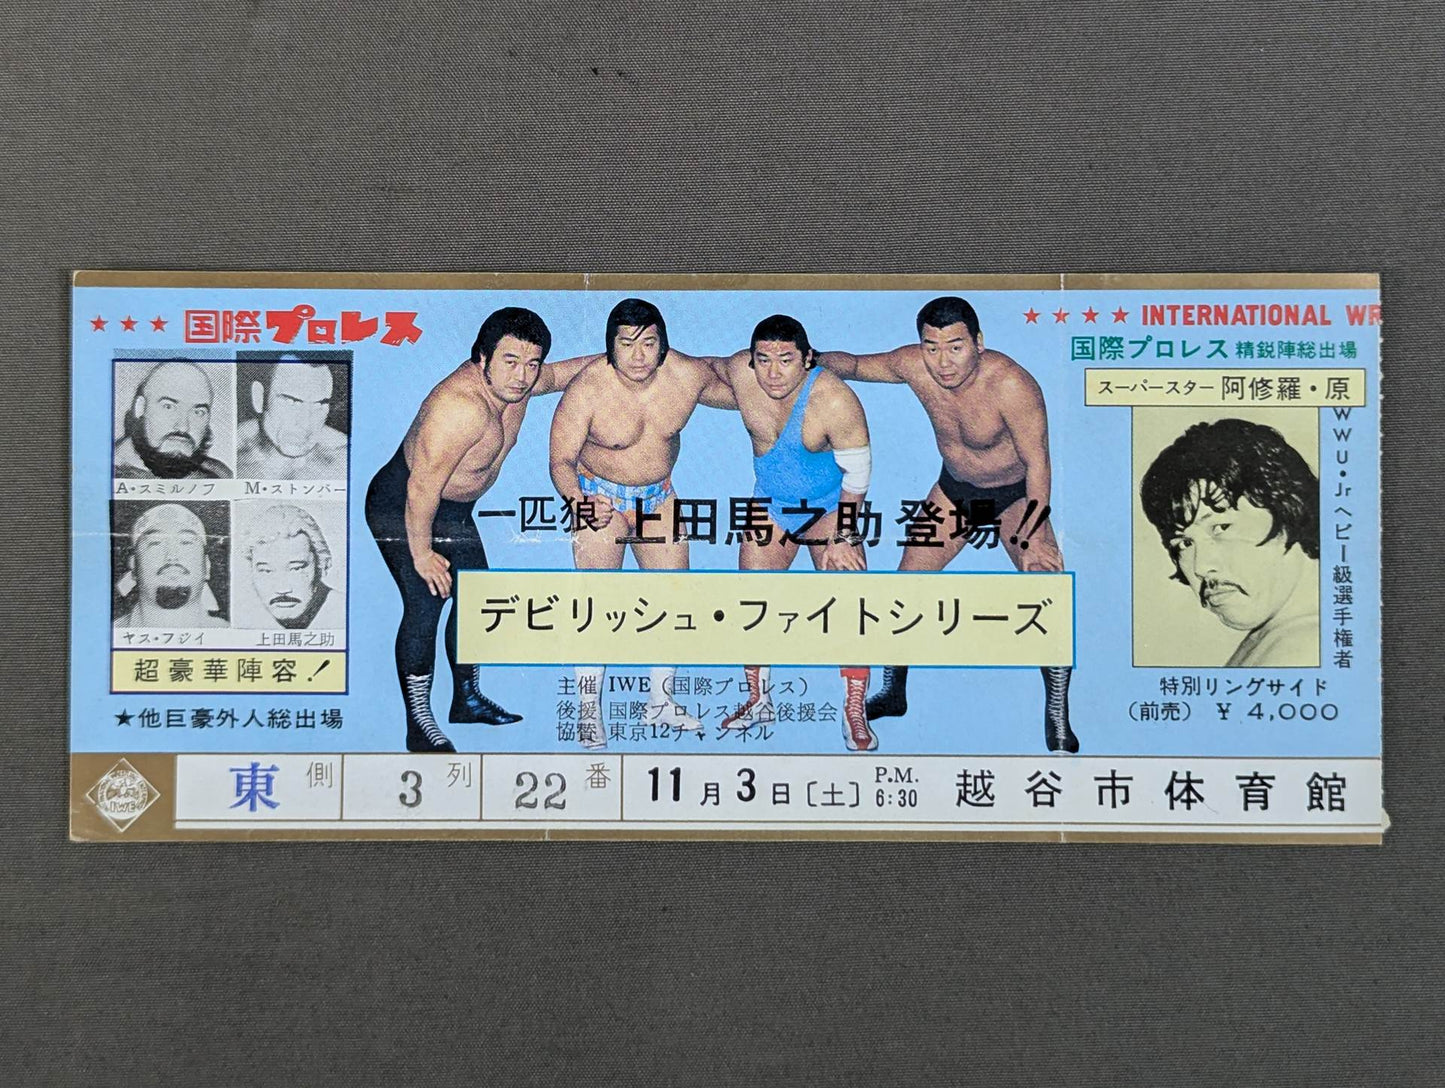 ★★★ 国際プロレス
A・スミルノフ
M・ストンパー
ヤス・フジイ
上田馬之助
超豪華陣容!
★他巨豪外人総出場
一匹狼 上田馬之助 登場!!
デビリッシュ・ファイトシリーズ
主催 IWE(国際プロレス)
後援 国際プロレス越谷後援会
協賛 東京12チャンネル
★★★★ INTERNATIONAL WR
国際プロレス 精鋭陣総出場
スーパースター 阿修羅・原
WWU・Jrヘビー級選手権者
特別リングサイド
(前売) ¥ 4,000
東側 3列 22番 11月3日〔土〕 P.M. 6:30 越谷市体育館